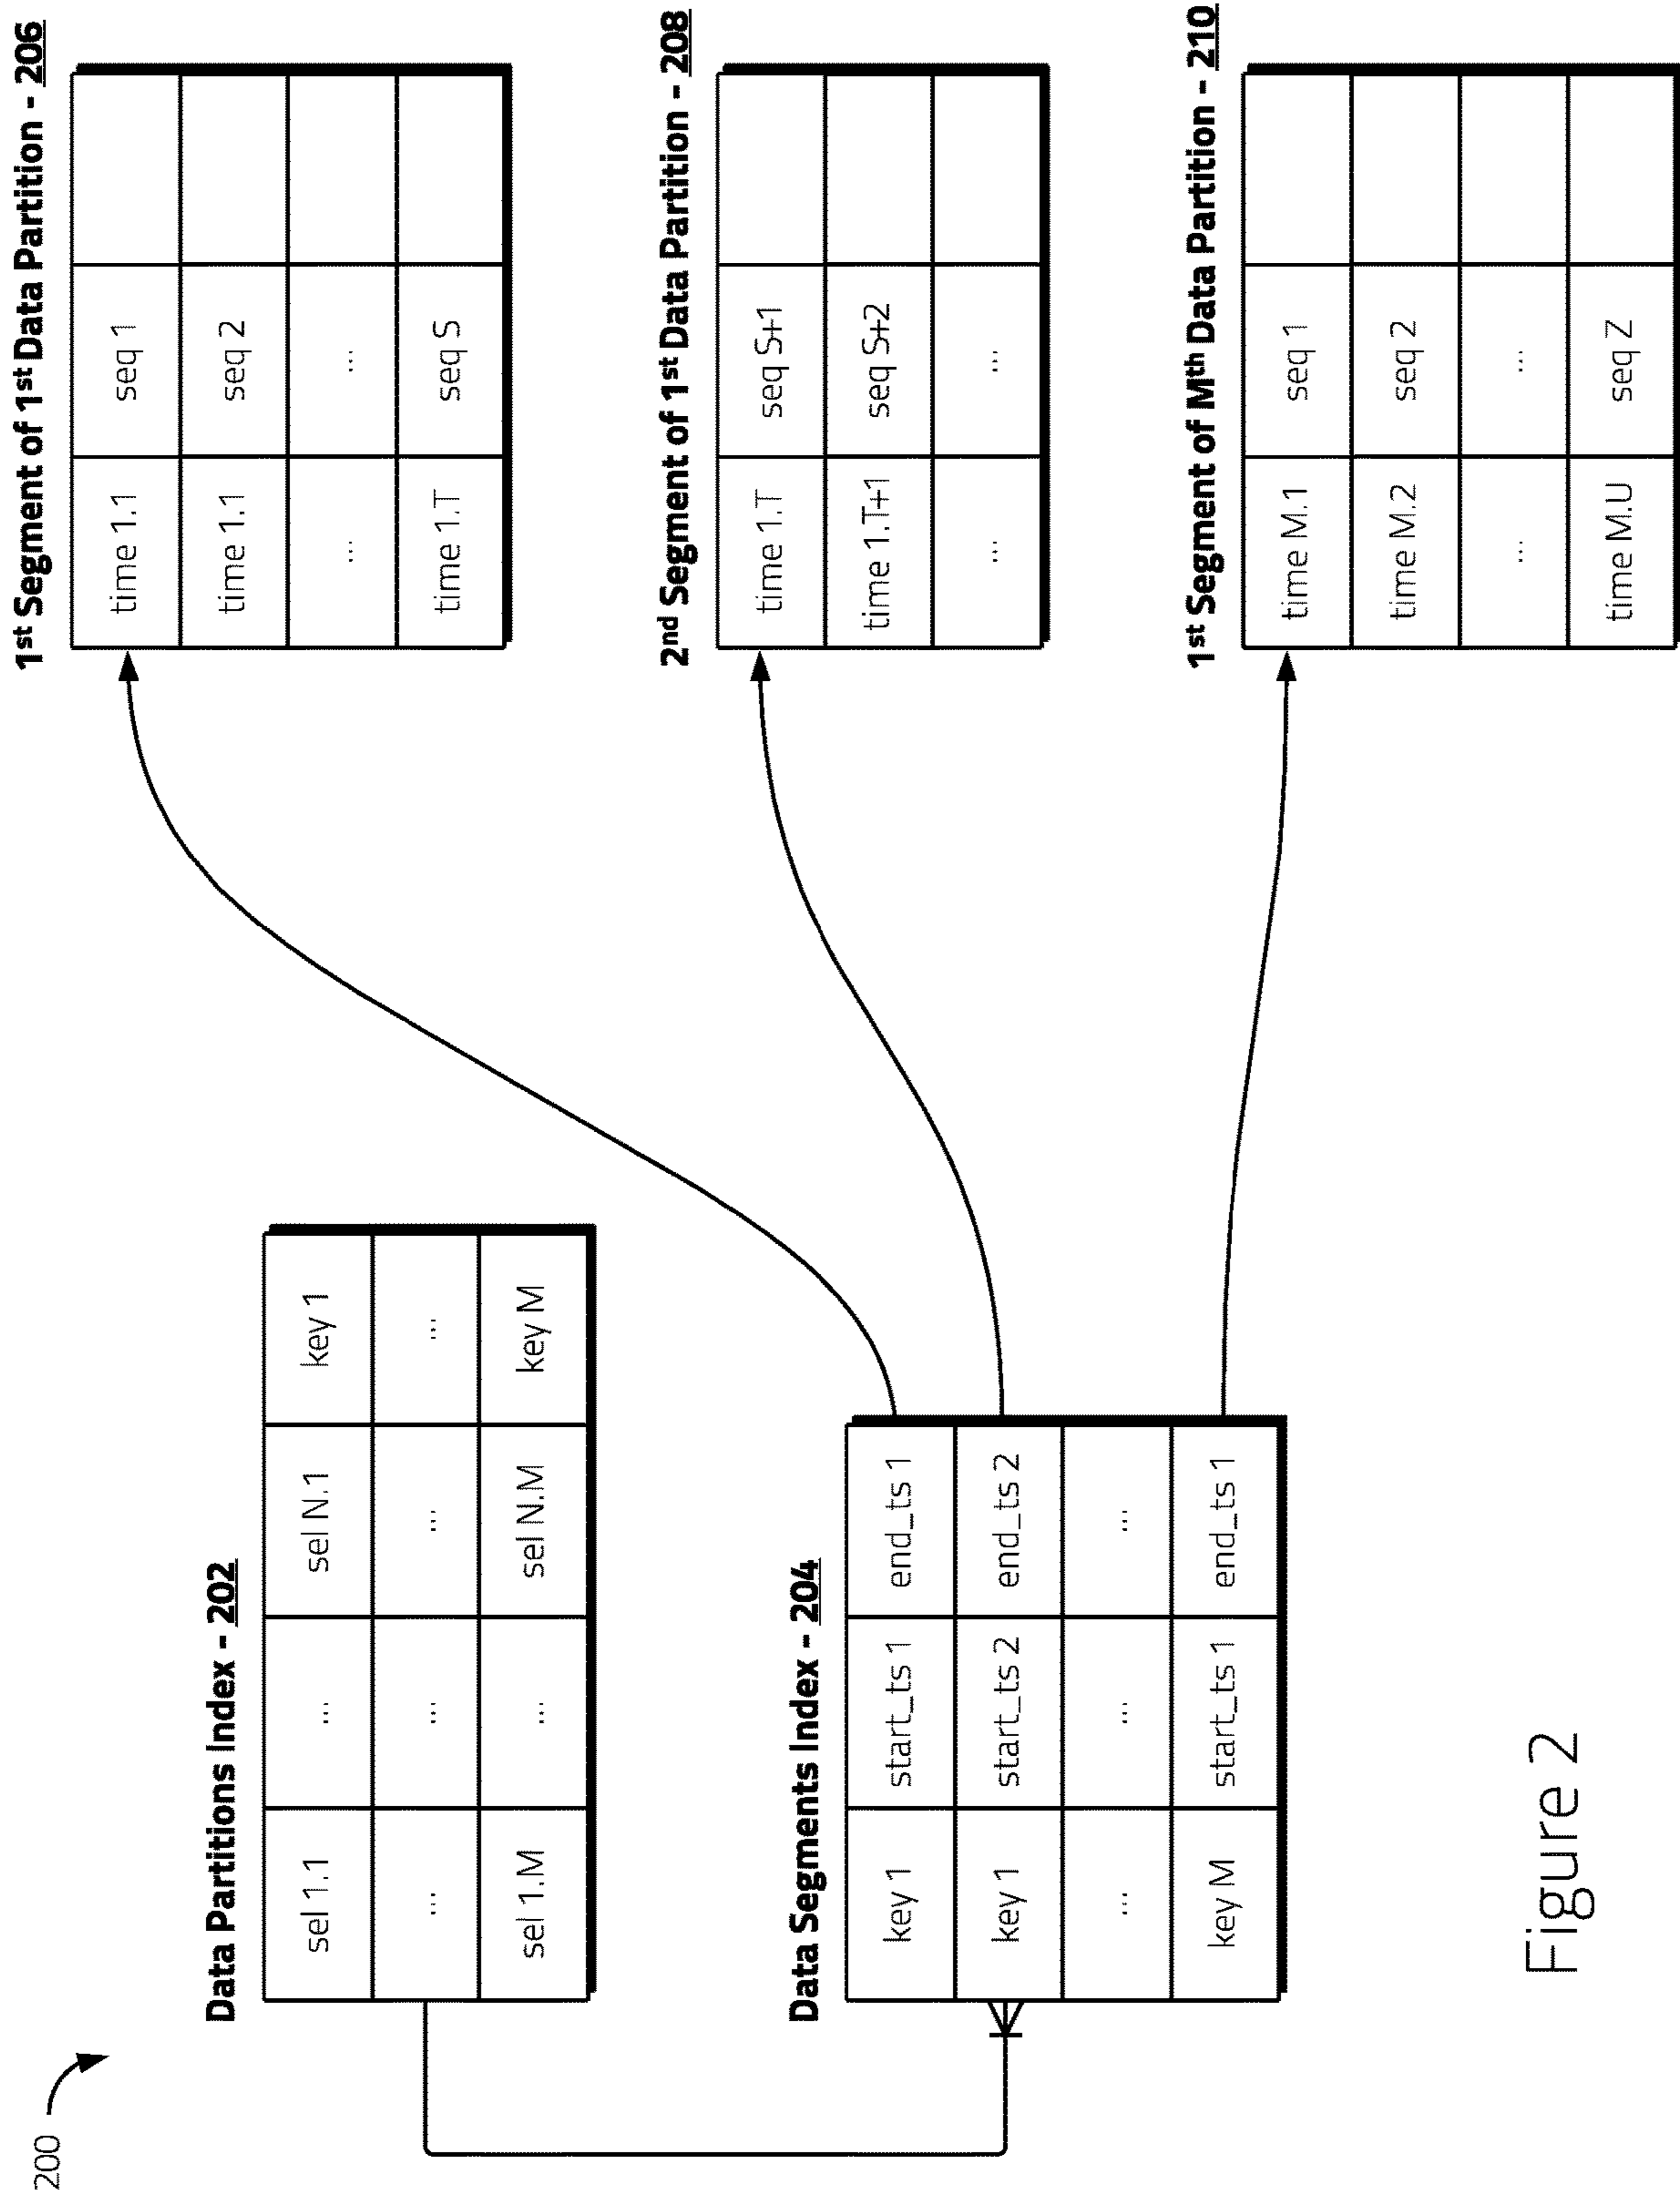 200
Data Partitions Index - 202
sel 1.1 ... sel N.1 key 1
... ... ... ...
sel 1.M ... sel N.M key M
Data Segments Index - 204
key 1 start_ts 1 end_ts 1
key 1 start_ts 2 end_ts 2
... ... ...
key M start_ts 1 end_ts 1
1st Segment of 1st Data Partition - 206
time 1.1 seq 1
time 1.1 seq 2
... ...
time 1.T seq S
2nd Segment of 1st Data Partition - 208
time 1.T seq S+1
time 1.T+1 seq S+2
... ...
1st Segment of Mth Data Partition - 210
time M.1 seq 1
time M.2 seq 2
... ...
time M.U seq Z
Figure 2